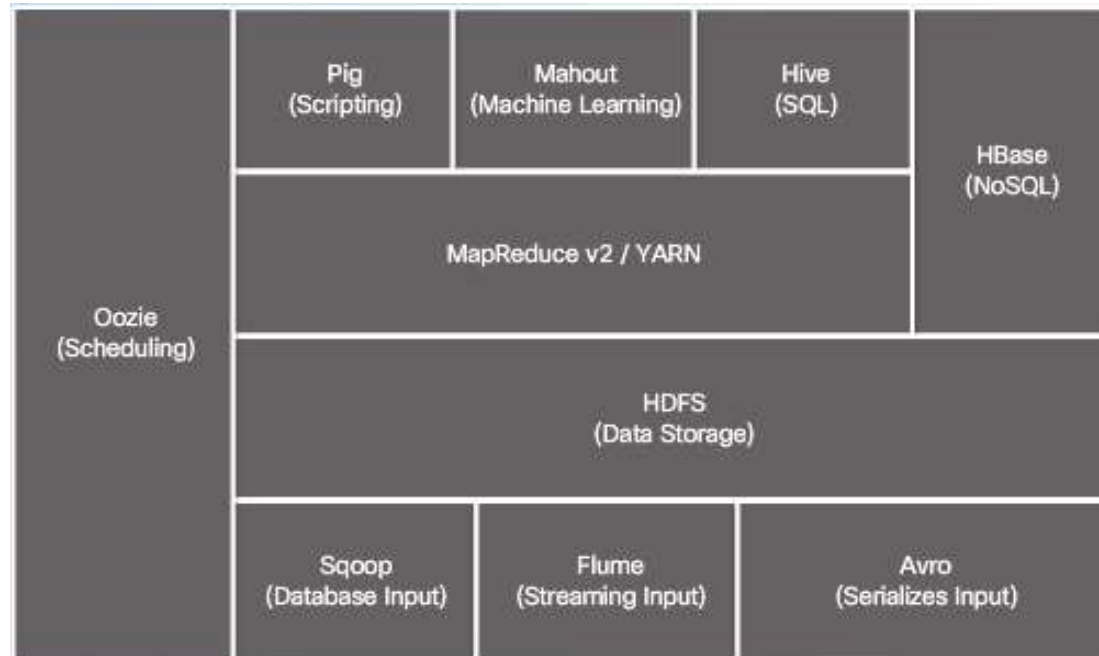 Pig
(Scripting)
Mahout
(Machine Learning)
Hive
(SQL)
HBase
(NoSQL)
MapReduce v2 / YARN
Oozie
(Scheduling)
HDFS
(Data Storage)
Sqoop
(Database Input)
Flume
(Streaming Input)
Avro
(Serializes Input)